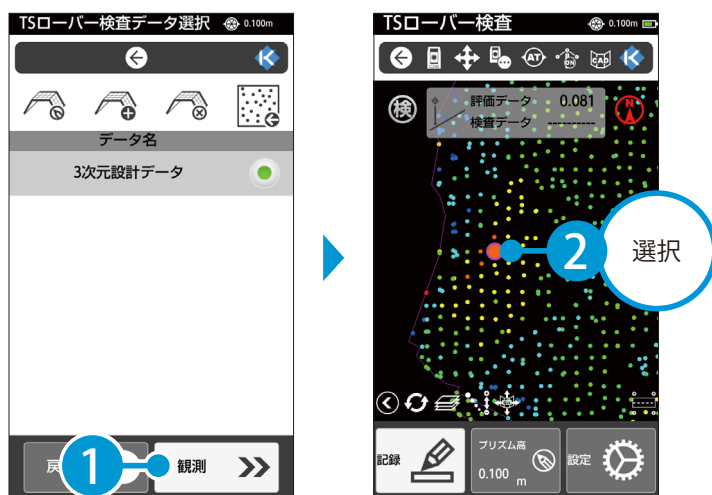 TSローバー検査データ選択 0.100m
データ名
3次元設計データ
戻
1
観測
TSローバー検査 0.100m
AT
PON
CAD
検
評価データ 0.081
検査データ ----------
N
2
選択
記録
プリズム高
0.100 m
設定